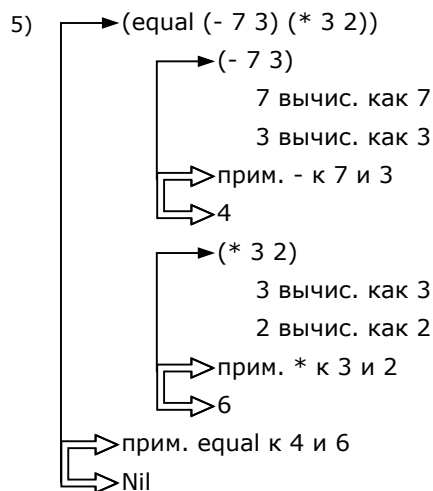 5) (equal (- 7 3) (* 3 2))
(- 7 3)
7 вычис. как 7
3 вычис. как 3
прим. - к 7 и 3
4
(* 3 2)
3 вычис. как 3
2 вычис. как 2
прим. * к 3 и 2
6
прим. equal к 4 и 6
Nil